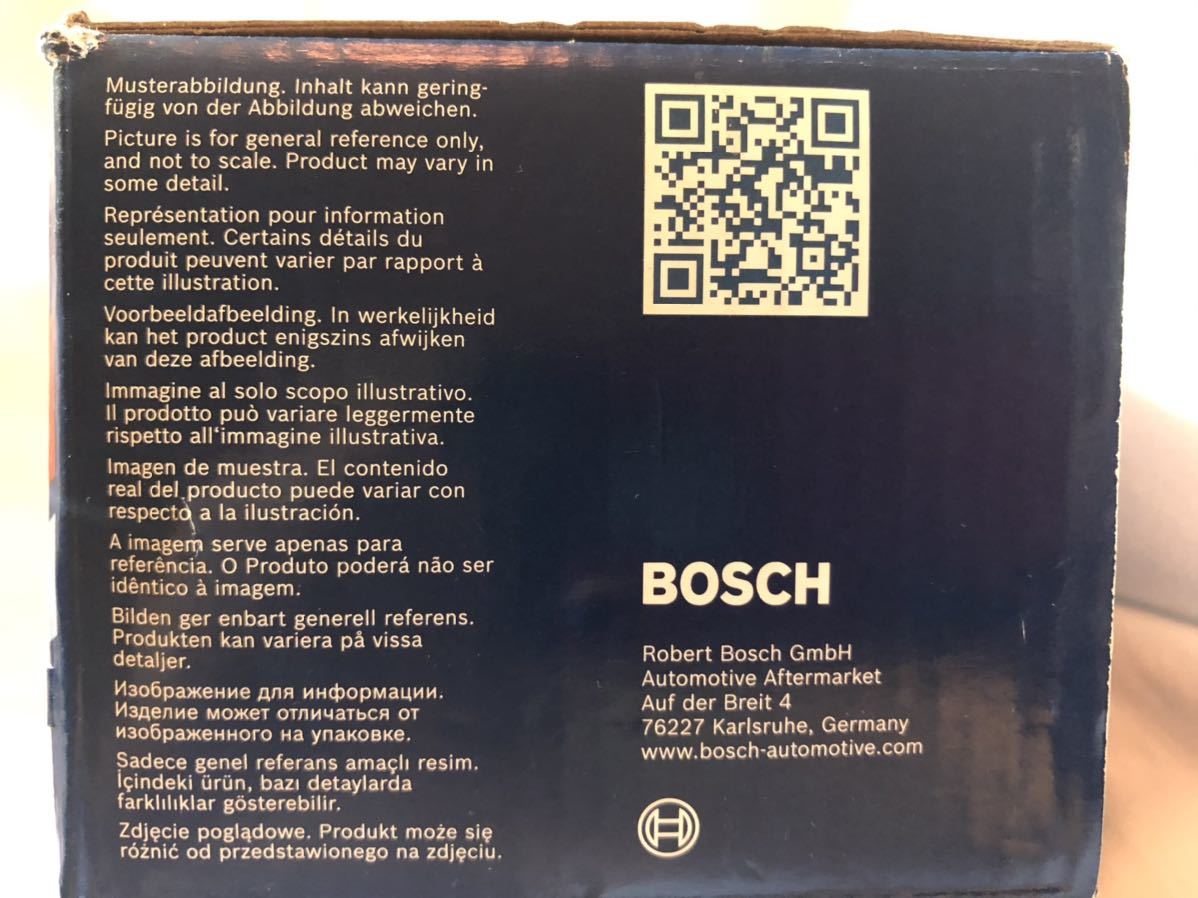 Musterabbildung. Inhalt kann gering-
fügig von der Abbildung abweichen.
Picture is for general reference only,
and not to scale. Product may vary in
some detail.
Représentation pour information
seulement. Certains détails du
produit peuvent varier par rapport à
cette illustration.
Voorbeeldafbeelding. In werkelijkheid
kan het product enigszins afwijken
van deze afbeelding.
Immagine al solo scopo illustrativo.
Il prodotto può variare leggermente
rispetto all‘immagine illustrativa.
Imagen de muestra. El contenido
real del producto puede variar con
respecto a la ilustración.
A imagem serve apenas para
referência. O Produto poderá não ser
idêntico à imagem.
Bilden ger enbart generell referens.
Produkten kan variera på vissa
detaljer.
Изображение для информации.
Изделие может отличаться от
изображенного на упаковке.
Sadece genel referans amaçlı resim.
İçindeki ürün, bazı detaylarda
farklılıklar gösterebilir.
Zdjęcie poglądowe. Produkt może się
różnić od przedstawionego na zdjęciu.
BOSCH
Robert Bosch GmbH
Automotive Aftermarket
Auf der Breit 4
76227 Karlsruhe, Germany
www.bosch-automotive.com